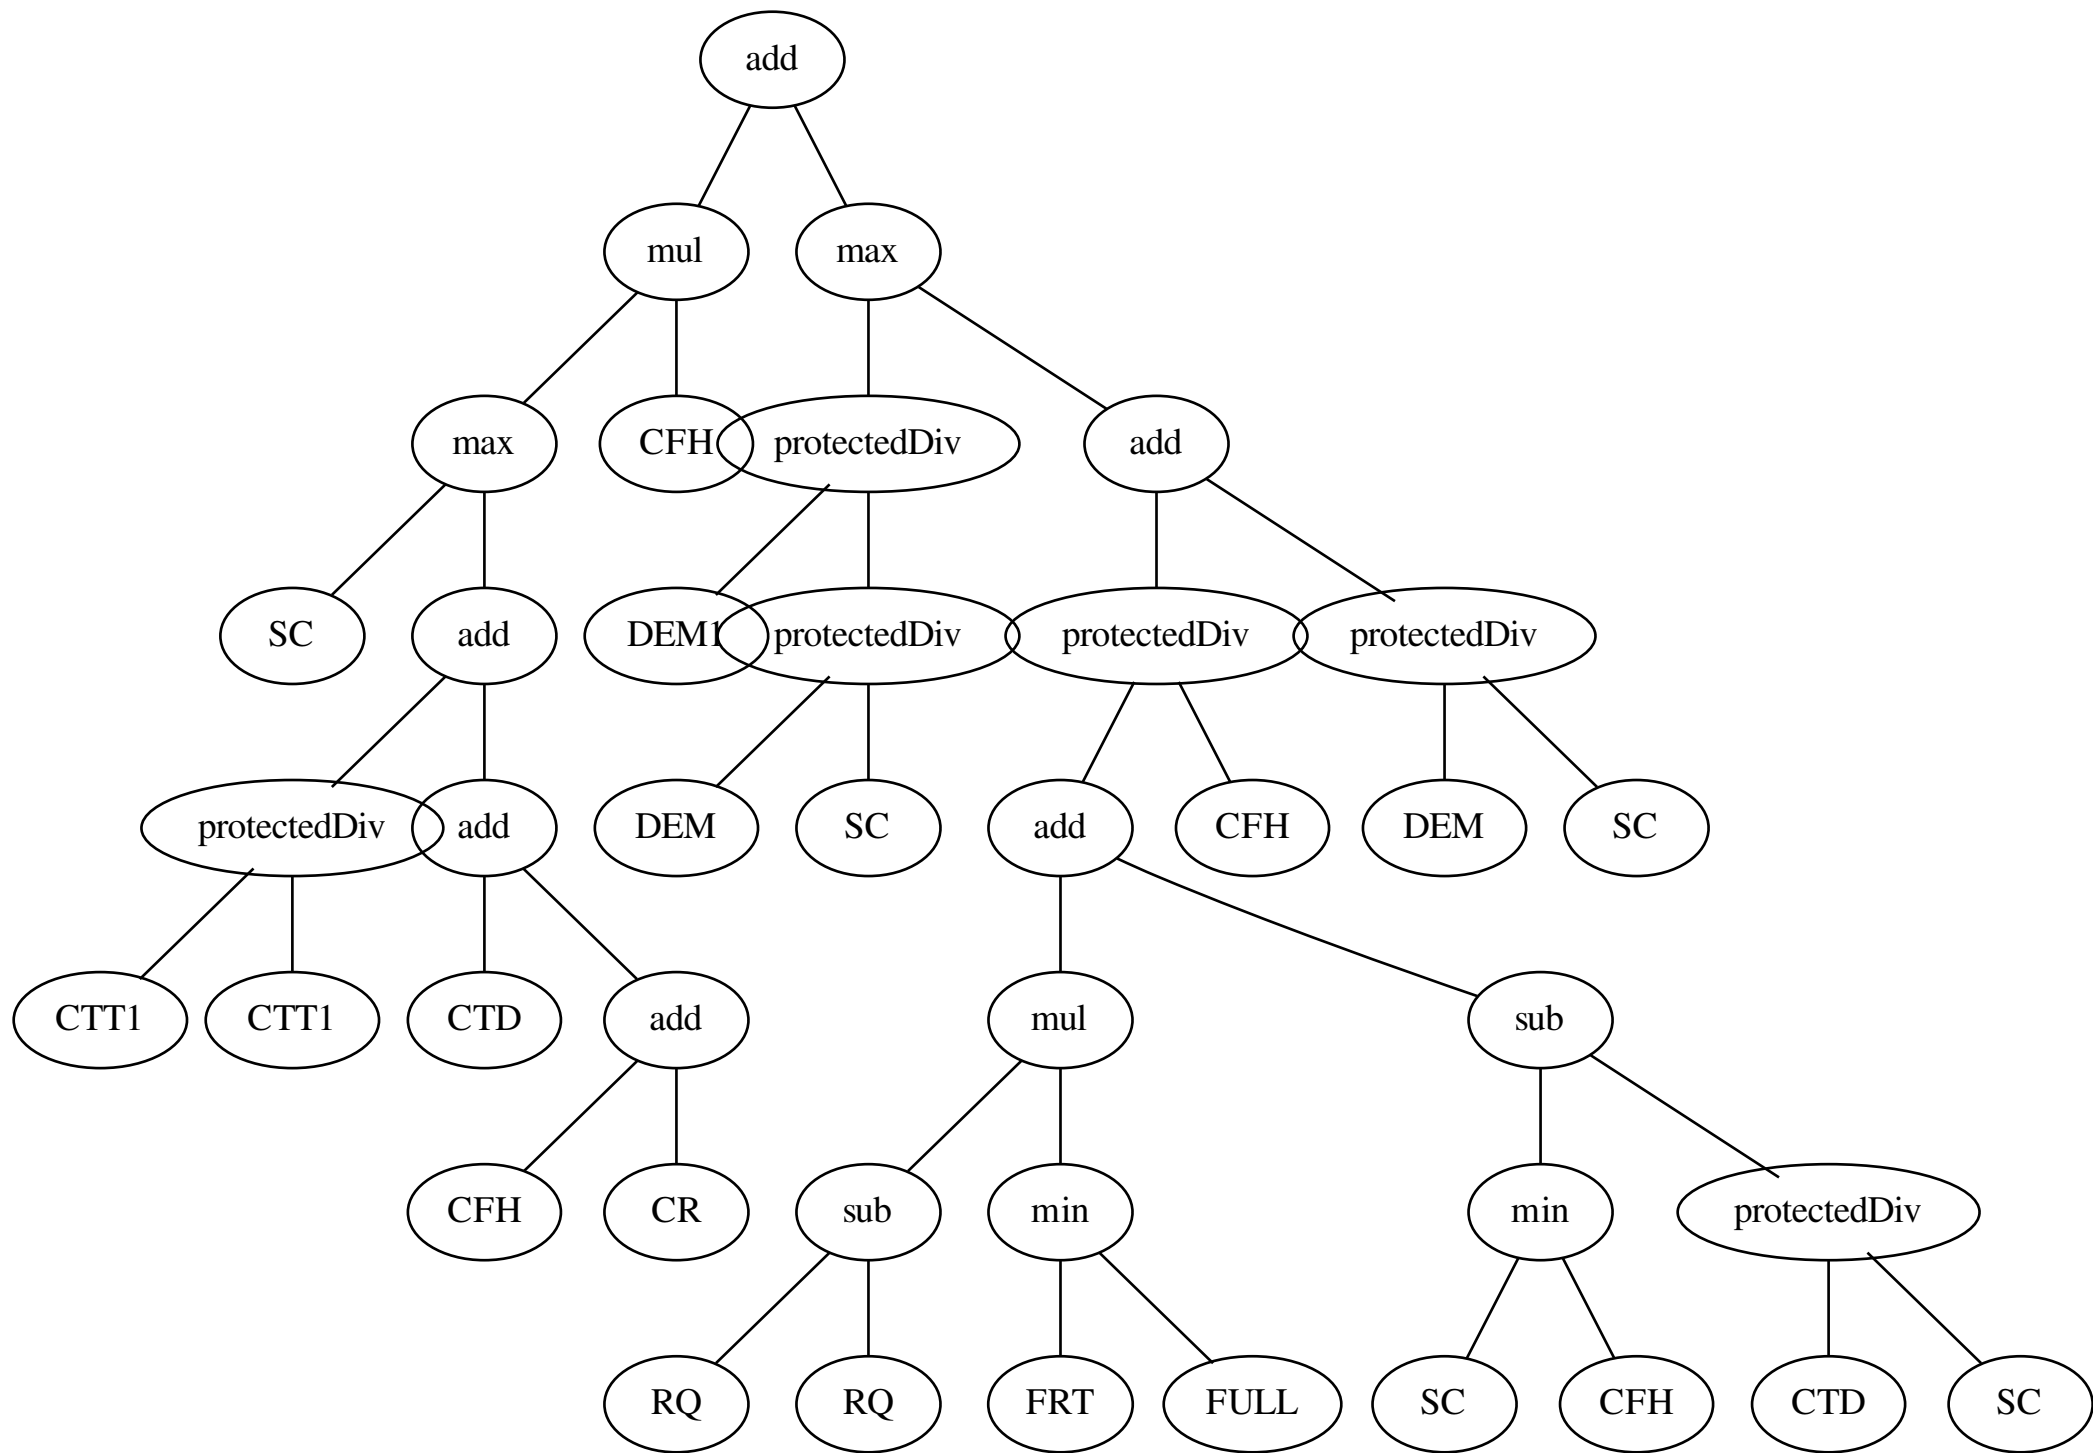 add
mul max
max CFH protectedDiv add
SC add DEM1 protectedDiv protectedDiv protectedDiv
protectedDiv add DEM SC add CFH DEM SC
CTT1 CTT1 CTD add mul sub
CFH CR sub min min protectedDiv
RQ RQ FRT FULL SC CFH CTD SC